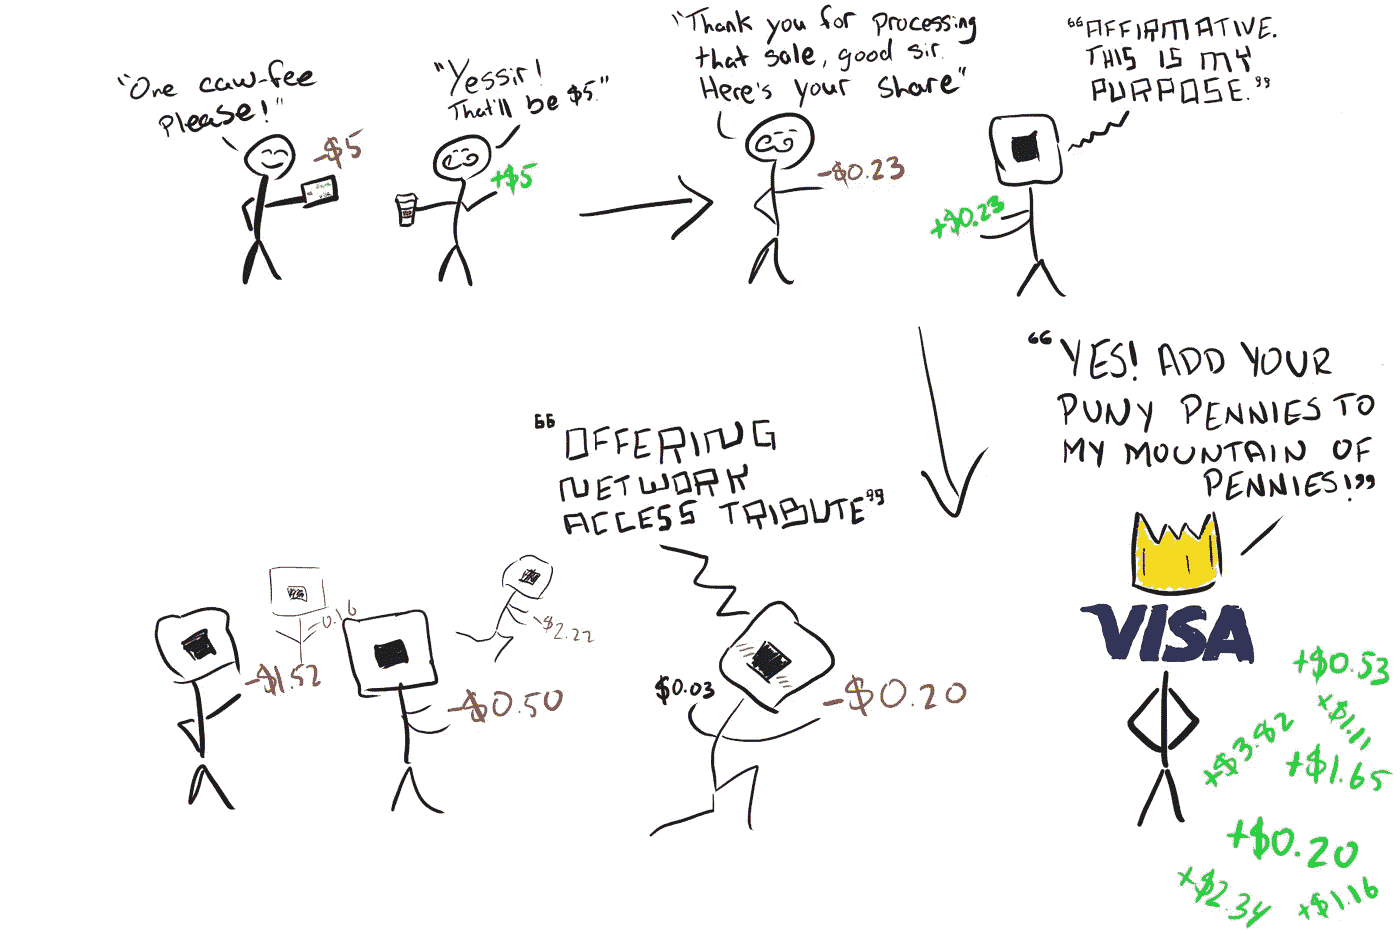 "One caw-fee
please!"
-$5
"Yessir!
That'll be $5."
+$5
"Thank you for processing
that sale, good sir.
Here's your share"
-$0.23
"AFFIRMATIVE.
THIS IS MY
PURPOSE."
+$0.23
"YES! ADD YOUR
PUNY PENNIES TO
MY MOUNTAIN OF
PENNIES!"
"OFFERING
NETWORK
ACCESS TRIBUTE"
-$1.52
-0.16
-$0.50
-$2.22
$0.03
-$0.20
VISA
+$0.53
+$1.11
+$3.82
+$1.65
+$0.20
+$2.34
+$1.16